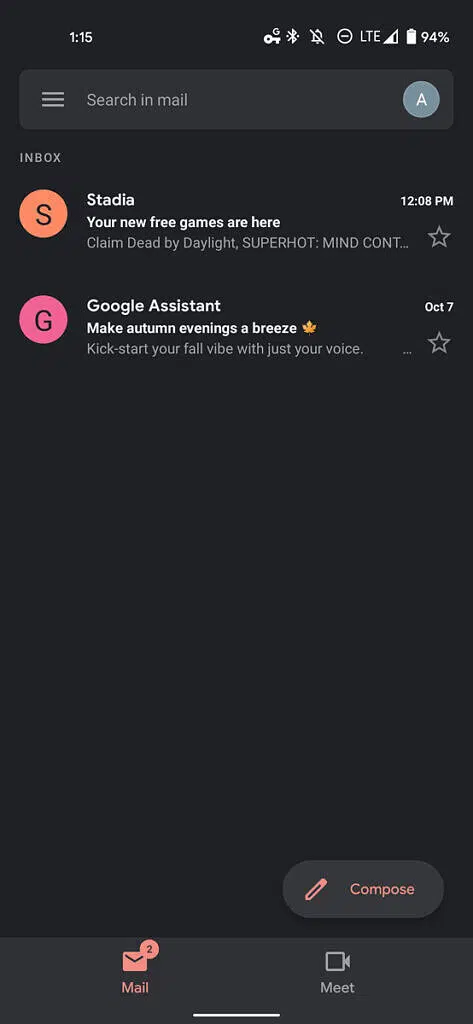 1:15 G LTE 94%
Search in mail A
INBOX
S
Stadia 12:08 PM
Your new free games are here
Claim Dead by Daylight, SUPERHOT: MIND CONT...
G
Google Assistant Oct 7
Make autumn evenings a breeze 🍁
Kick-start your fall vibe with just your voice. ...
Compose
2
Mail Meet